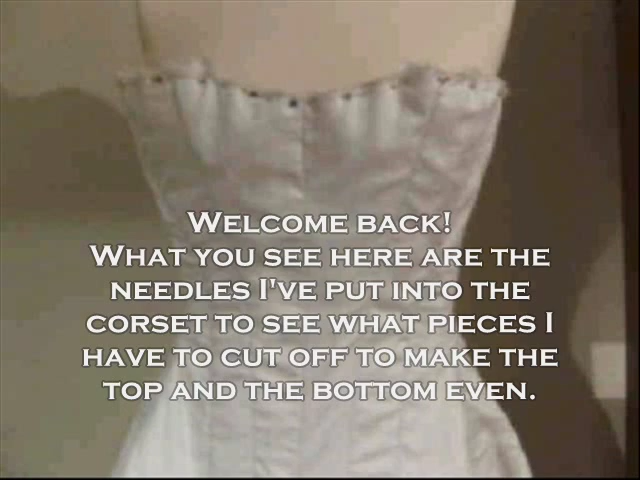 Welcome back!
What you see here are the
needles I've put into the
corset to see what pieces I
have to cut off to make the
top and the bottom even.